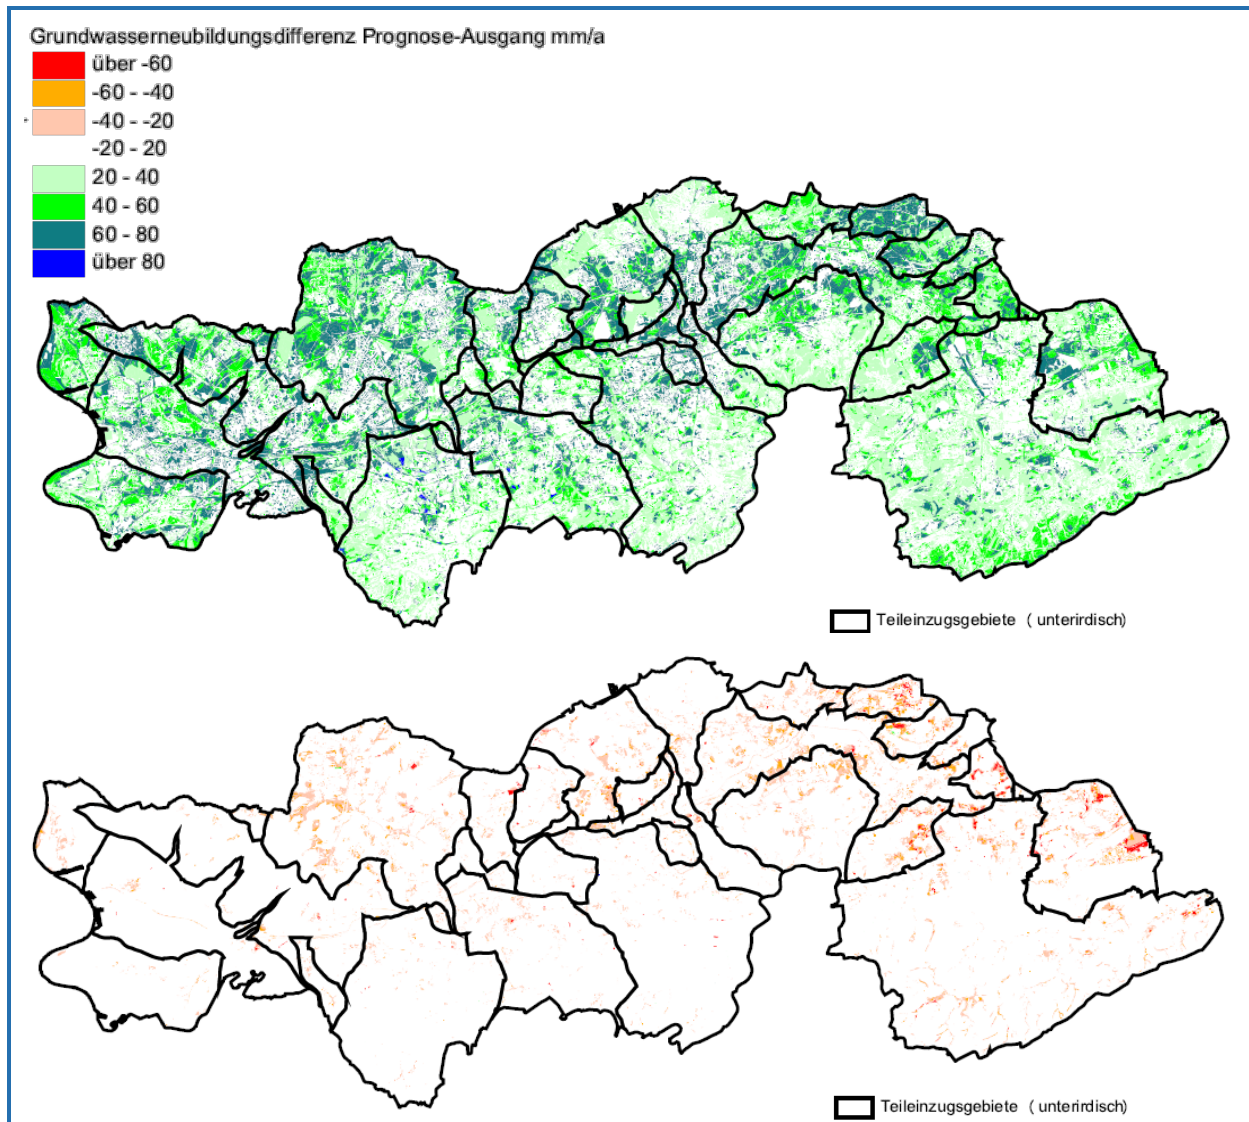 Grundwasserneubildungsdifferenz Prognose-Ausgang mm/a
über -60
-60 - -40
-40 - -20
-20 - 20
20 - 40
40 - 60
60 - 80
über 80
Teileinzugsgebiete ( unterirdisch)
Teileinzugsgebiete ( unterirdisch)